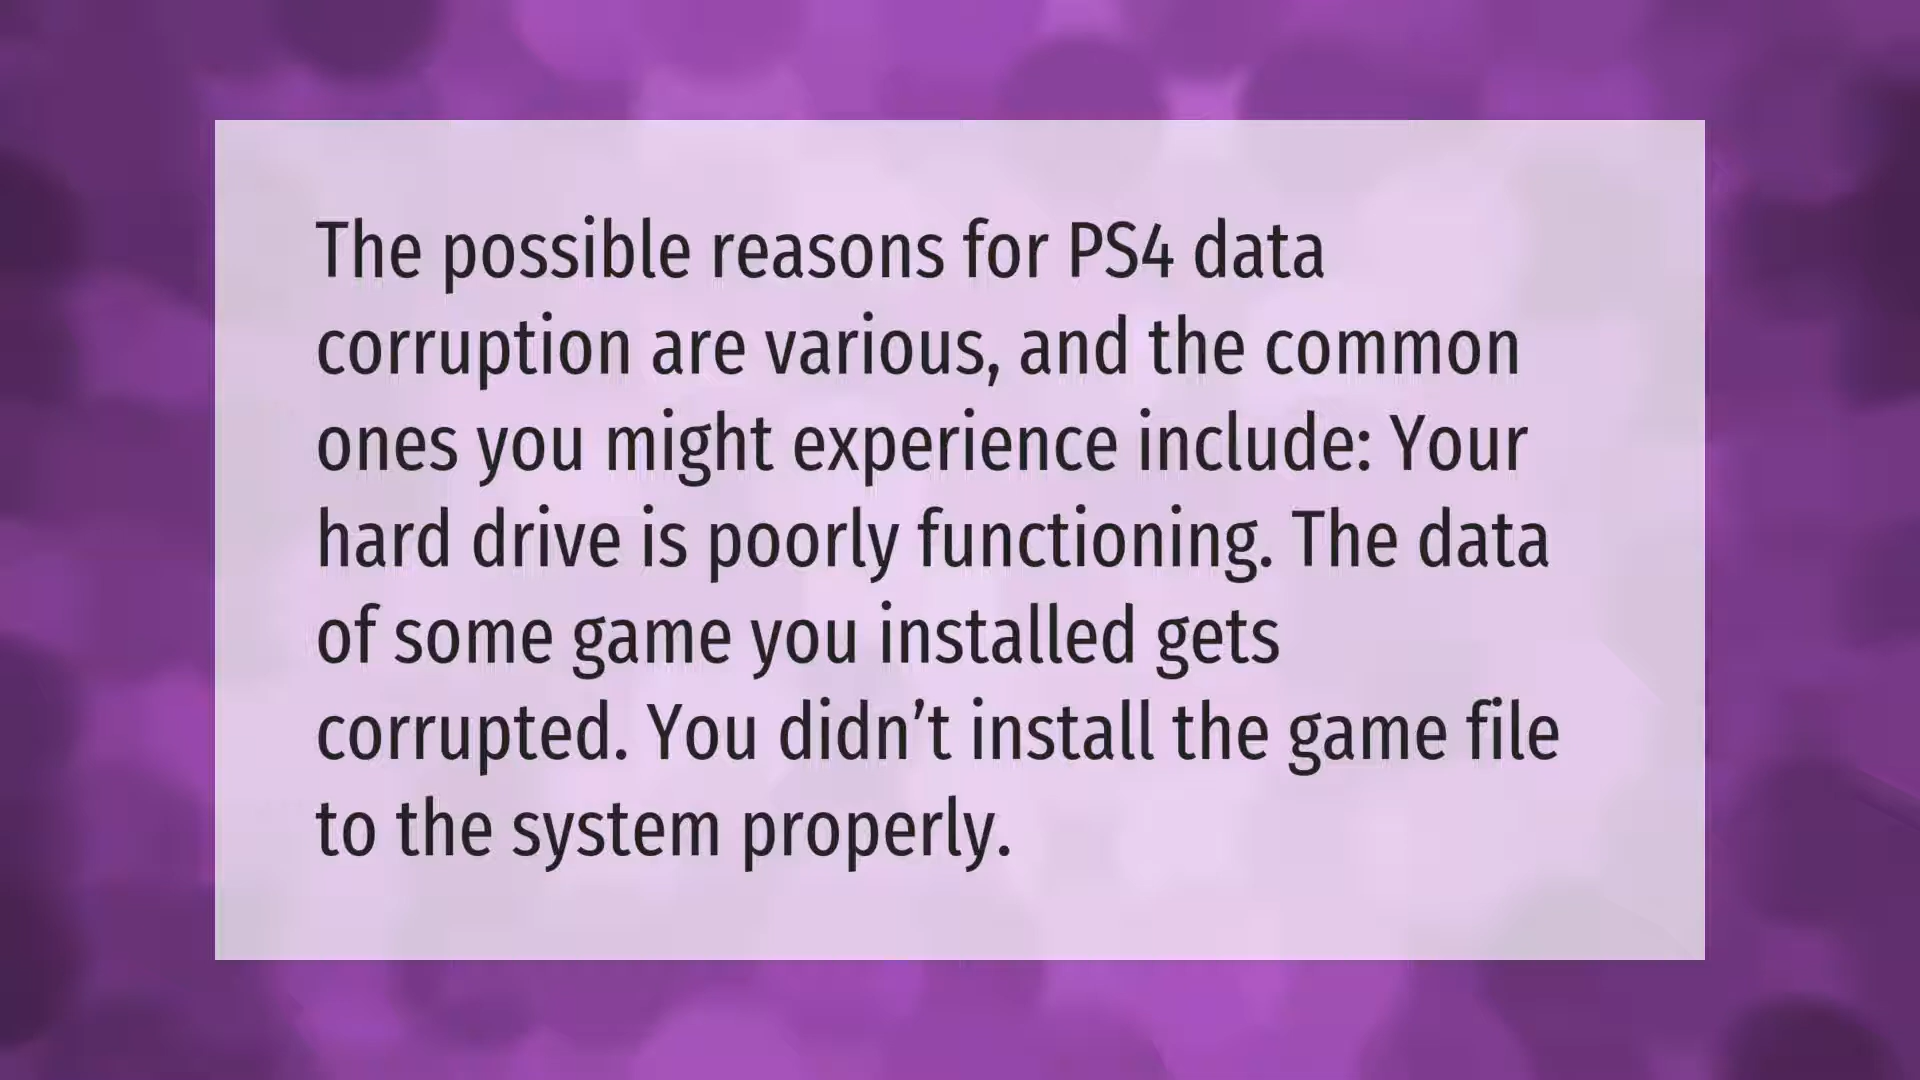 The possible reasons for PS4 data
corruption are various, and the common
ones you might experience include: Your
hard drive is poorly functioning. The data
of some game you installed gets
corrupted. You didn’t install the game file
to the system properly.